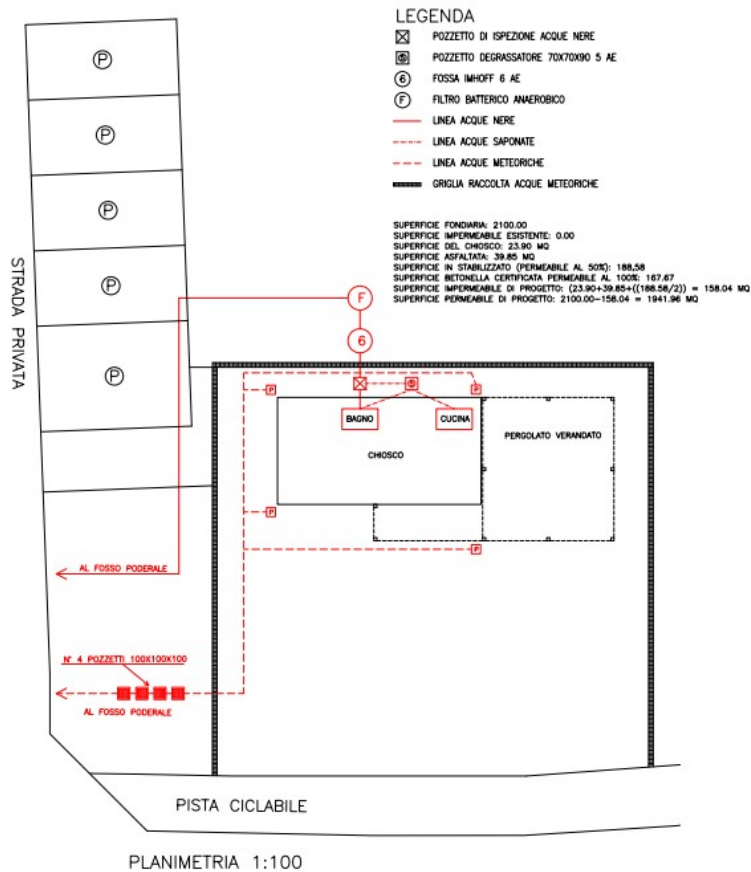 LEGENDA
POZZETTO DI ISPEZIONE ACQUE NERE
POZZETTO DEGRASSATORE 70X70X90 5 AE
6 FOSSA IMHOFF 6 AE
F FILTRO BATTERICO ANAEROBICO
LINEA ACQUE NERE
LINEA ACQUE SAPONATE
LINEA ACQUE METEORICHE
GRIGLIA RACCOLTA ACQUE METEORICHE
SUPERFICIE FONDIARIA: 2100.00
SUPERFICIE IMPERMEABILE ESISTENTE: 0.00
SUPERFICIE DEL CHIOSCO: 23.90 MQ
SUPERFICIE ASFALTATA: 39.85 MQ
SUPERFICIE IN STABILIZZATO (PERMEABILE AL 50%): 188,58
SUPERFICIE BETONELLA CERTIFICATA PERMEABILE AL 100%: 167.67
SUPERFICIE IMPERMEABILE DI PROGETTO: (23.90+39.85+((188.58/2)) = 158.04 MQ
SUPERFICIE PERMEABILE DI PROGETTO: 2100.00-158.04 = 1941.96 MQ
P
P
P
P
P
STRADA PRIVATA
F
6
P
P
BAGNO
CUCINA
CHIOSCO
PERGOLATO VERANDATO
P
P
AL FOSSO PODERALE
N° 4 POZZETTI 100X100X100
AL FOSSO PODERALE
PISTA CICLABILE
PLANIMETRIA 1:100